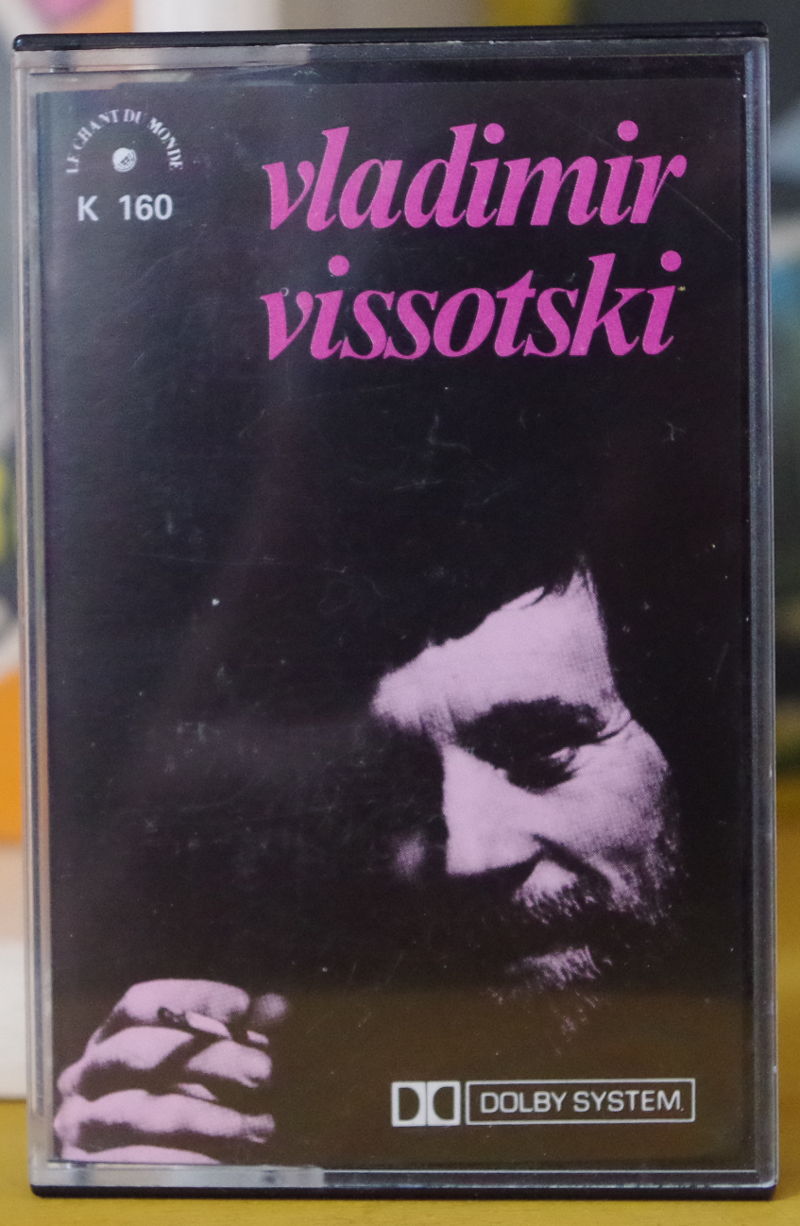 LE CHANT DU MONDE
K 160
vladimir
vissotski
DOLBY SYSTEM